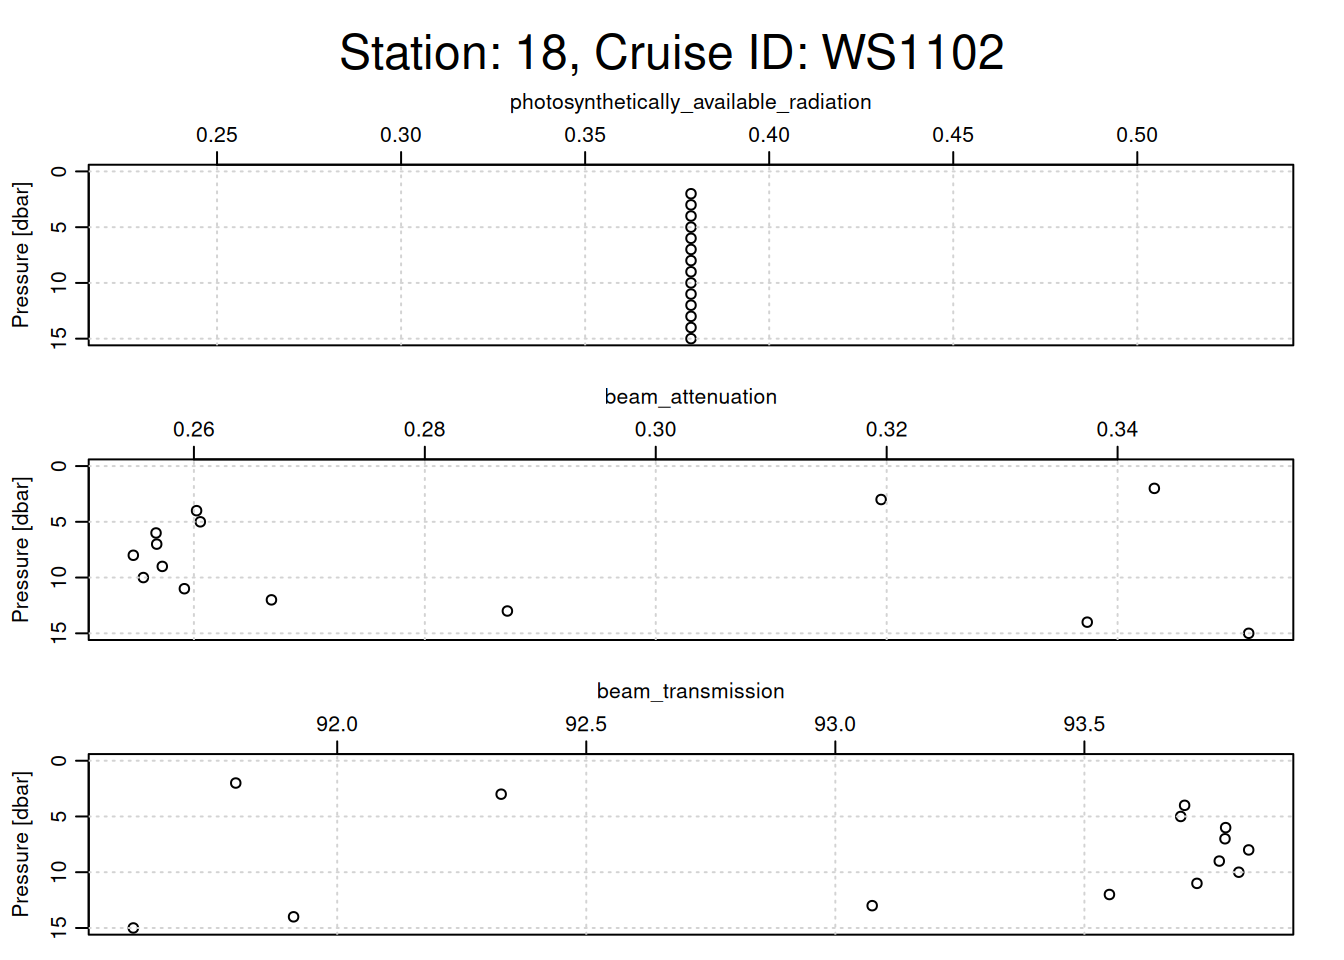 Station: 18, Cruise ID: WS1102
photosynthetically_available_radiation
0.25 0.30 0.35 0.40 0.45 0.50
Pressure [dbar]
0
5
10
15
beam_attenuation
0.26 0.28 0.30 0.32 0.34
Pressure [dbar]
0
5
10
15
beam_transmission
92.0 92.5 93.0 93.5
Pressure [dbar]
0
5
10
15